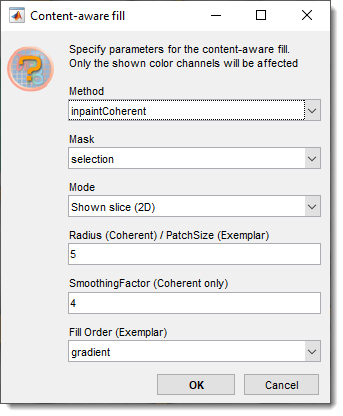 Content-aware fill
Specify parameters for the content-aware fill.
Only the shown color channels will be affected
Method
inpaintCoherent
Mask
selection
Mode
Shown slice (2D)
Radius (Coherent) / PatchSize (Exemplar)
5
SmoothingFactor (Coherent only)
4
Fill Order (Exemplar)
gradient
OK
Cancel